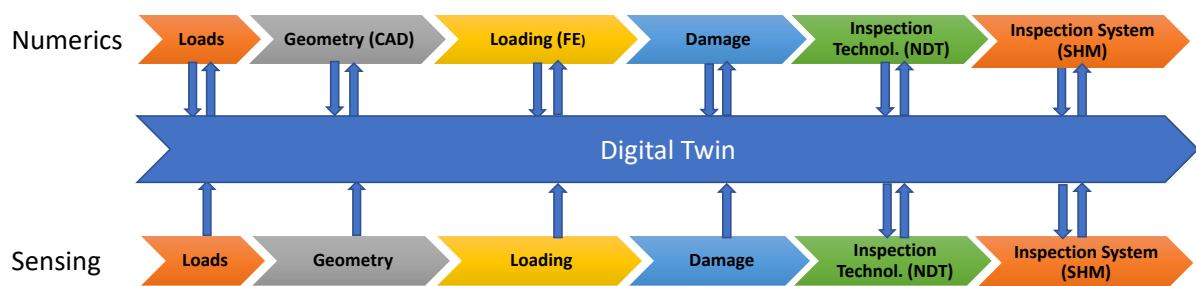 Numerics
Loads
Geometry (CAD)
Loading (FE)
Damage
Inspection
Technol. (NDT)
Inspection System
(SHM)
Digital Twin
Sensing
Loads
Geometry
Loading
Damage
Inspection
Technol. (NDT)
Inspection System
(SHM)